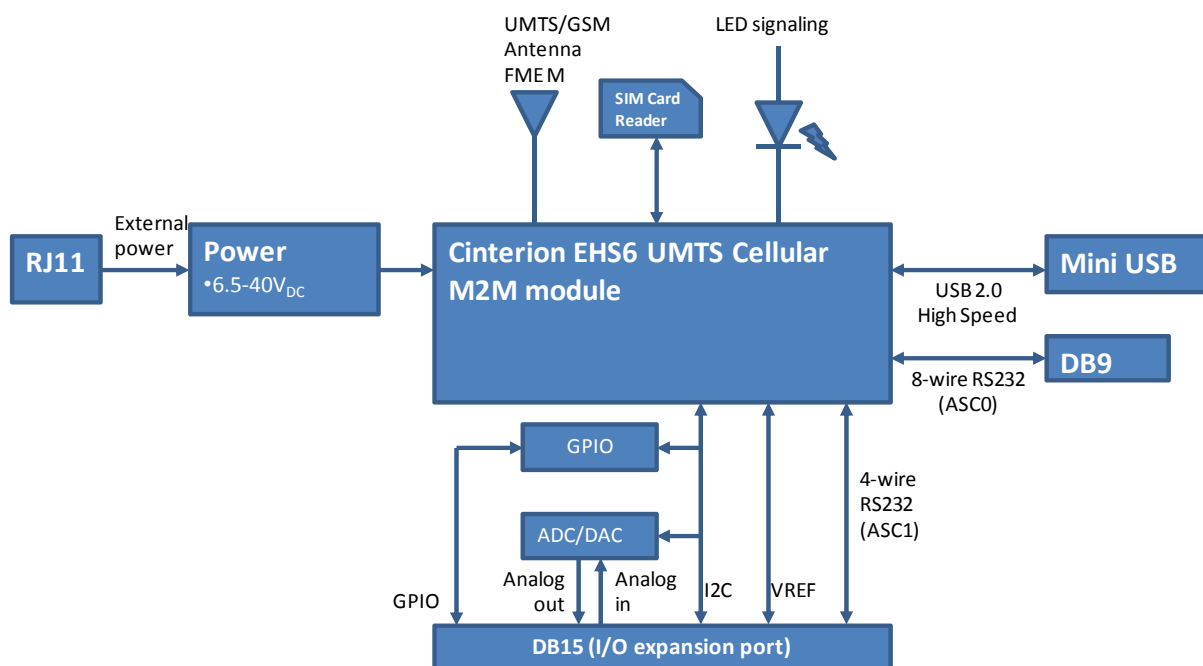 UMTS/GSM
Antenna
FME M
LED signaling
SIM Card
Reader
RJ11
External
power
Power
•6.5-40VDC
Cinterion EHS6 UMTS Cellular
M2M module
Mini USB
USB 2.0
High Speed
DB9
8-wire RS232
(ASC0)
GPIO
4-wire
RS232
(ASC1)
ADC/DAC
GPIO
Analog
out
Analog
in
I2C
VREF
DB15 (I/O expansion port)